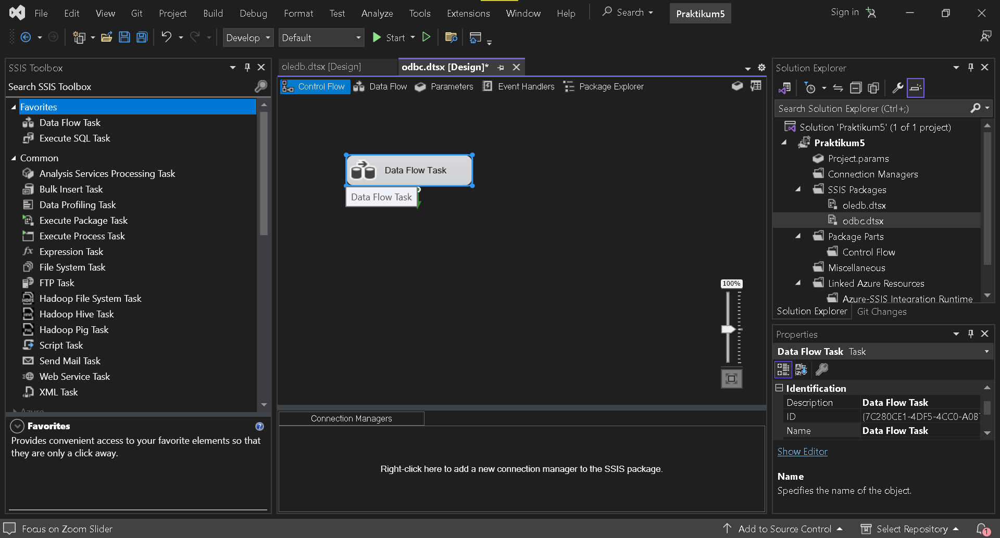 File Edit View Git Project Build Debug Format Test Analyze Tools Extensions Window Help Search Praktikum5 Sign in
Develop Default Start
SSIS Toolbox
Search SSIS Toolbox
Favorites
Data Flow Task
Execute SQL Task
Common
Analysis Services Processing Task
Bulk Insert Task
Data Profiling Task
Execute Package Task
Execute Process Task
Expression Task
File System Task
FTP Task
Hadoop File System Task
Hadoop Hive Task
Hadoop Pig Task
Script Task
Send Mail Task
Web Service Task
XML Task
Azure
Favorites
Provides convenient access to your favorite elements so that
they are only a click away.
oledb.dtsx [Design] odbc.dtsx [Design]*
Control Flow Data Flow Parameters Event Handlers Package Explorer
Data Flow Task
Data Flow Task
100%
Connection Managers
Right-click here to add a new connection manager to the SSIS package.
Solution Explorer
Search Solution Explorer (Ctrl+;)
Solution 'Praktikum5' (1 of 1 project)
Praktikum5
Project.params
Connection Managers
SSIS Packages
oledb.dtsx
odbc.dtsx
Package Parts
Control Flow
Miscellaneous
Linked Azure Resources
Azure-SSIS Integration Runtime
Solution Explorer Git Changes
Properties
Data Flow Task Task
Identification
Description Data Flow Task
ID {7C280CE1-4DF5-4CC0-A0B
Name Data Flow Task
Show Editor
Name
Specifies the name of the object.
Focus on Zoom Slider Add to Source Control Select Repository 1